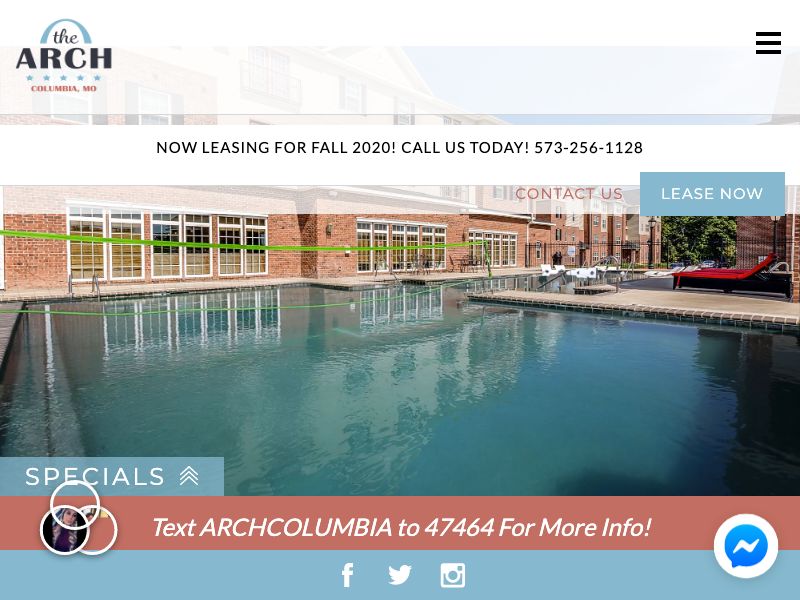 the
ARCH
COLUMBIA, MO
NOW LEASING FOR FALL 2020! CALL US TODAY! 573-256-1128
CONTACT US
LEASE NOW
SPECIALS
Text ARCHCOLUMBIA to 47464 For More Info!